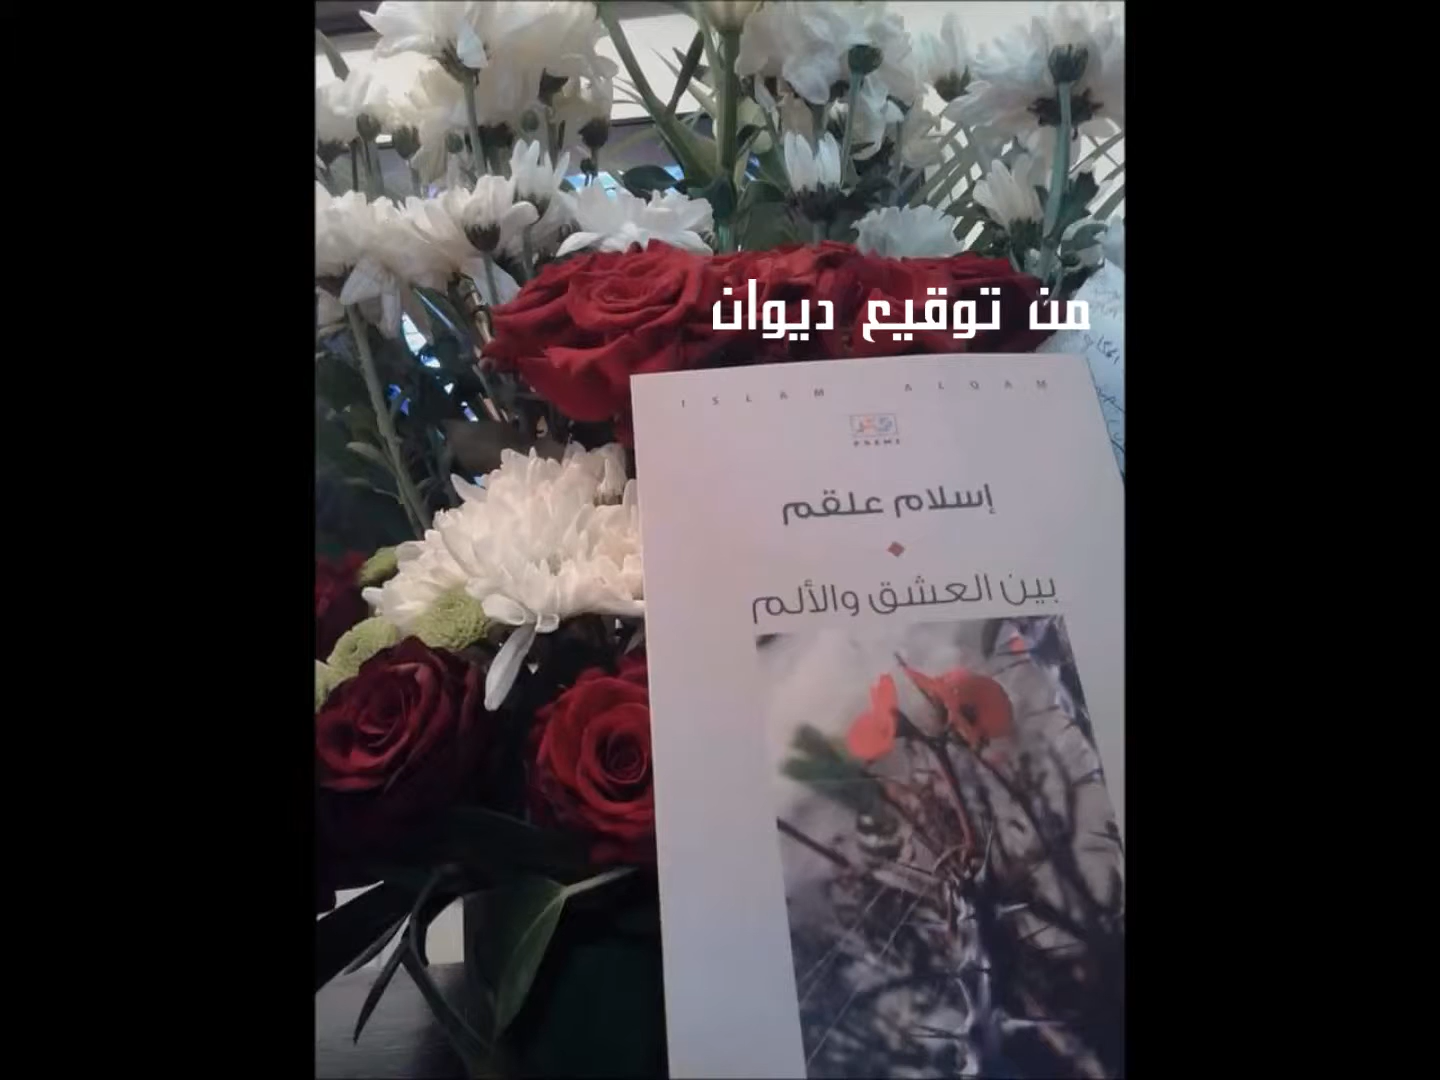 من توقيع ديوان
ISLAM ALQAM
إسلام علقم
بين العشق والألم